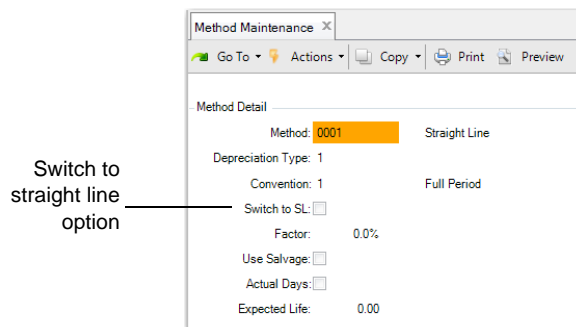 Method Maintenance X
Go To Actions Copy Print Preview
Method Detail
Method: 0001 Straight Line
Depreciation Type: 1
Convention: 1 Full Period
Switch to SL:
Factor: 0.0%
Use Salvage:
Actual Days:
Expected Life: 0.00
Switch to
straight line
option